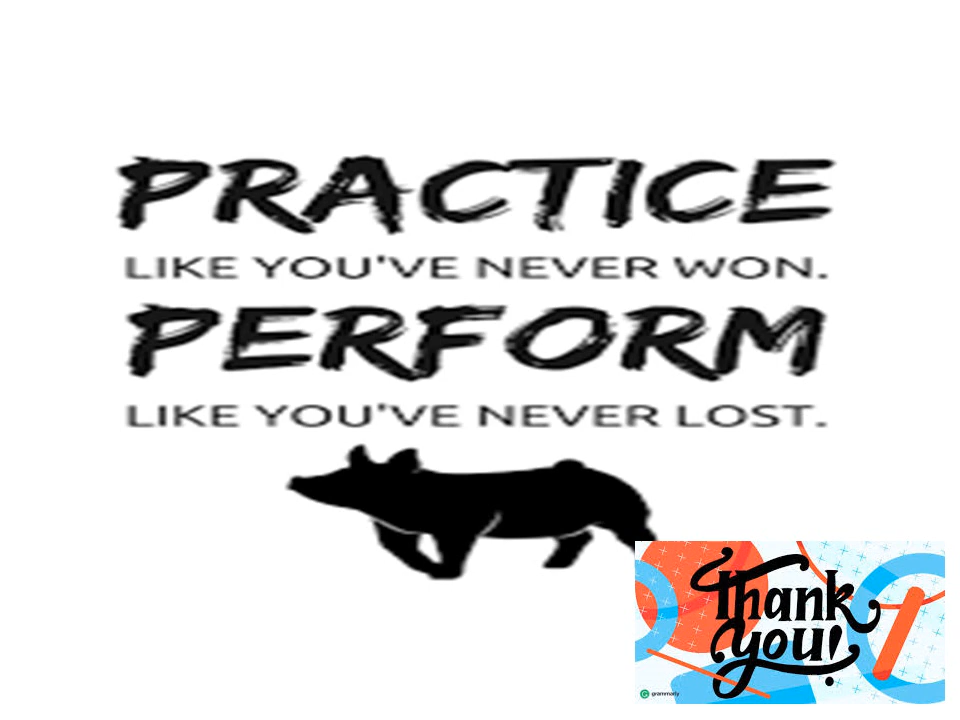 PRACTICE
LIKE YOU'VE NEVER WON.
PERFORM
LIKE YOU'VE NEVER LOST.
Thank
you!
grammarly